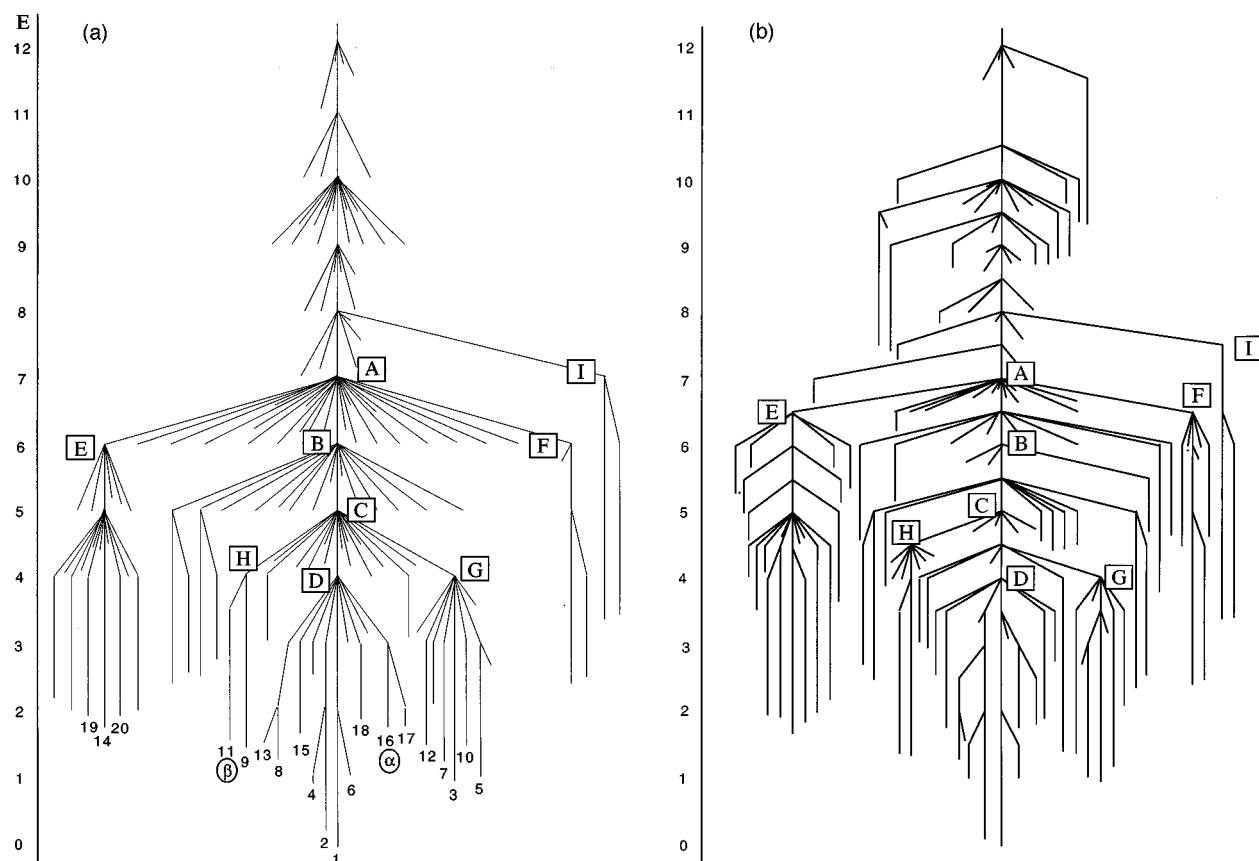 E (a) (b)
12 12
11 11
10 10
9 9
8 8
I
A I
7 7 A
F
E
E B F 6 6 B
5 C 5 C
H
H G
4 D 4 D G
3 3
2 2
19 20 18 16 17
14
11 15 12 10
13
β 9 α
8 7
1 4 6 3 5 1
0 0
2
1